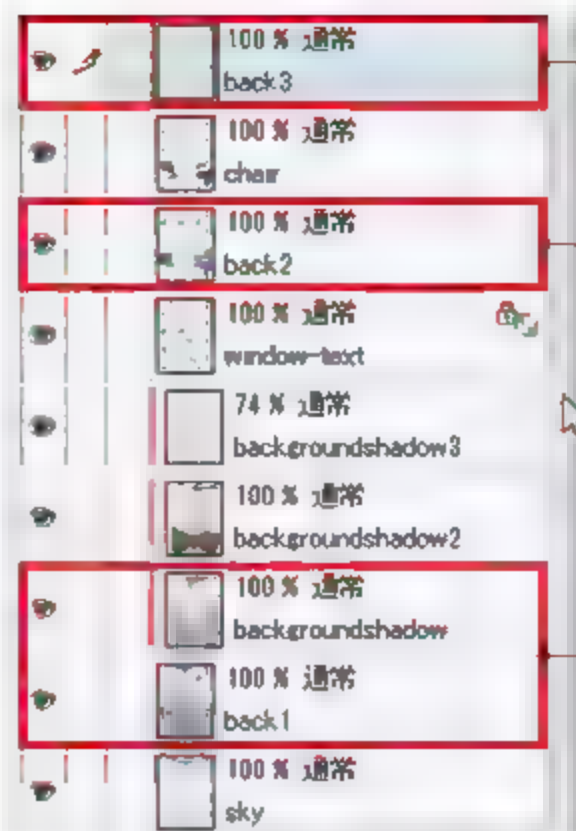 100 % 通常
back3
100 % 通常
chair
100 % 通常
back2
100 % 通常
window-text
74 % 通常
backgroundshadow3
100 % 通常
backgroundshadow2
100 % 通常
backgroundshadow
100 % 通常
back1
100 % 通常
sky